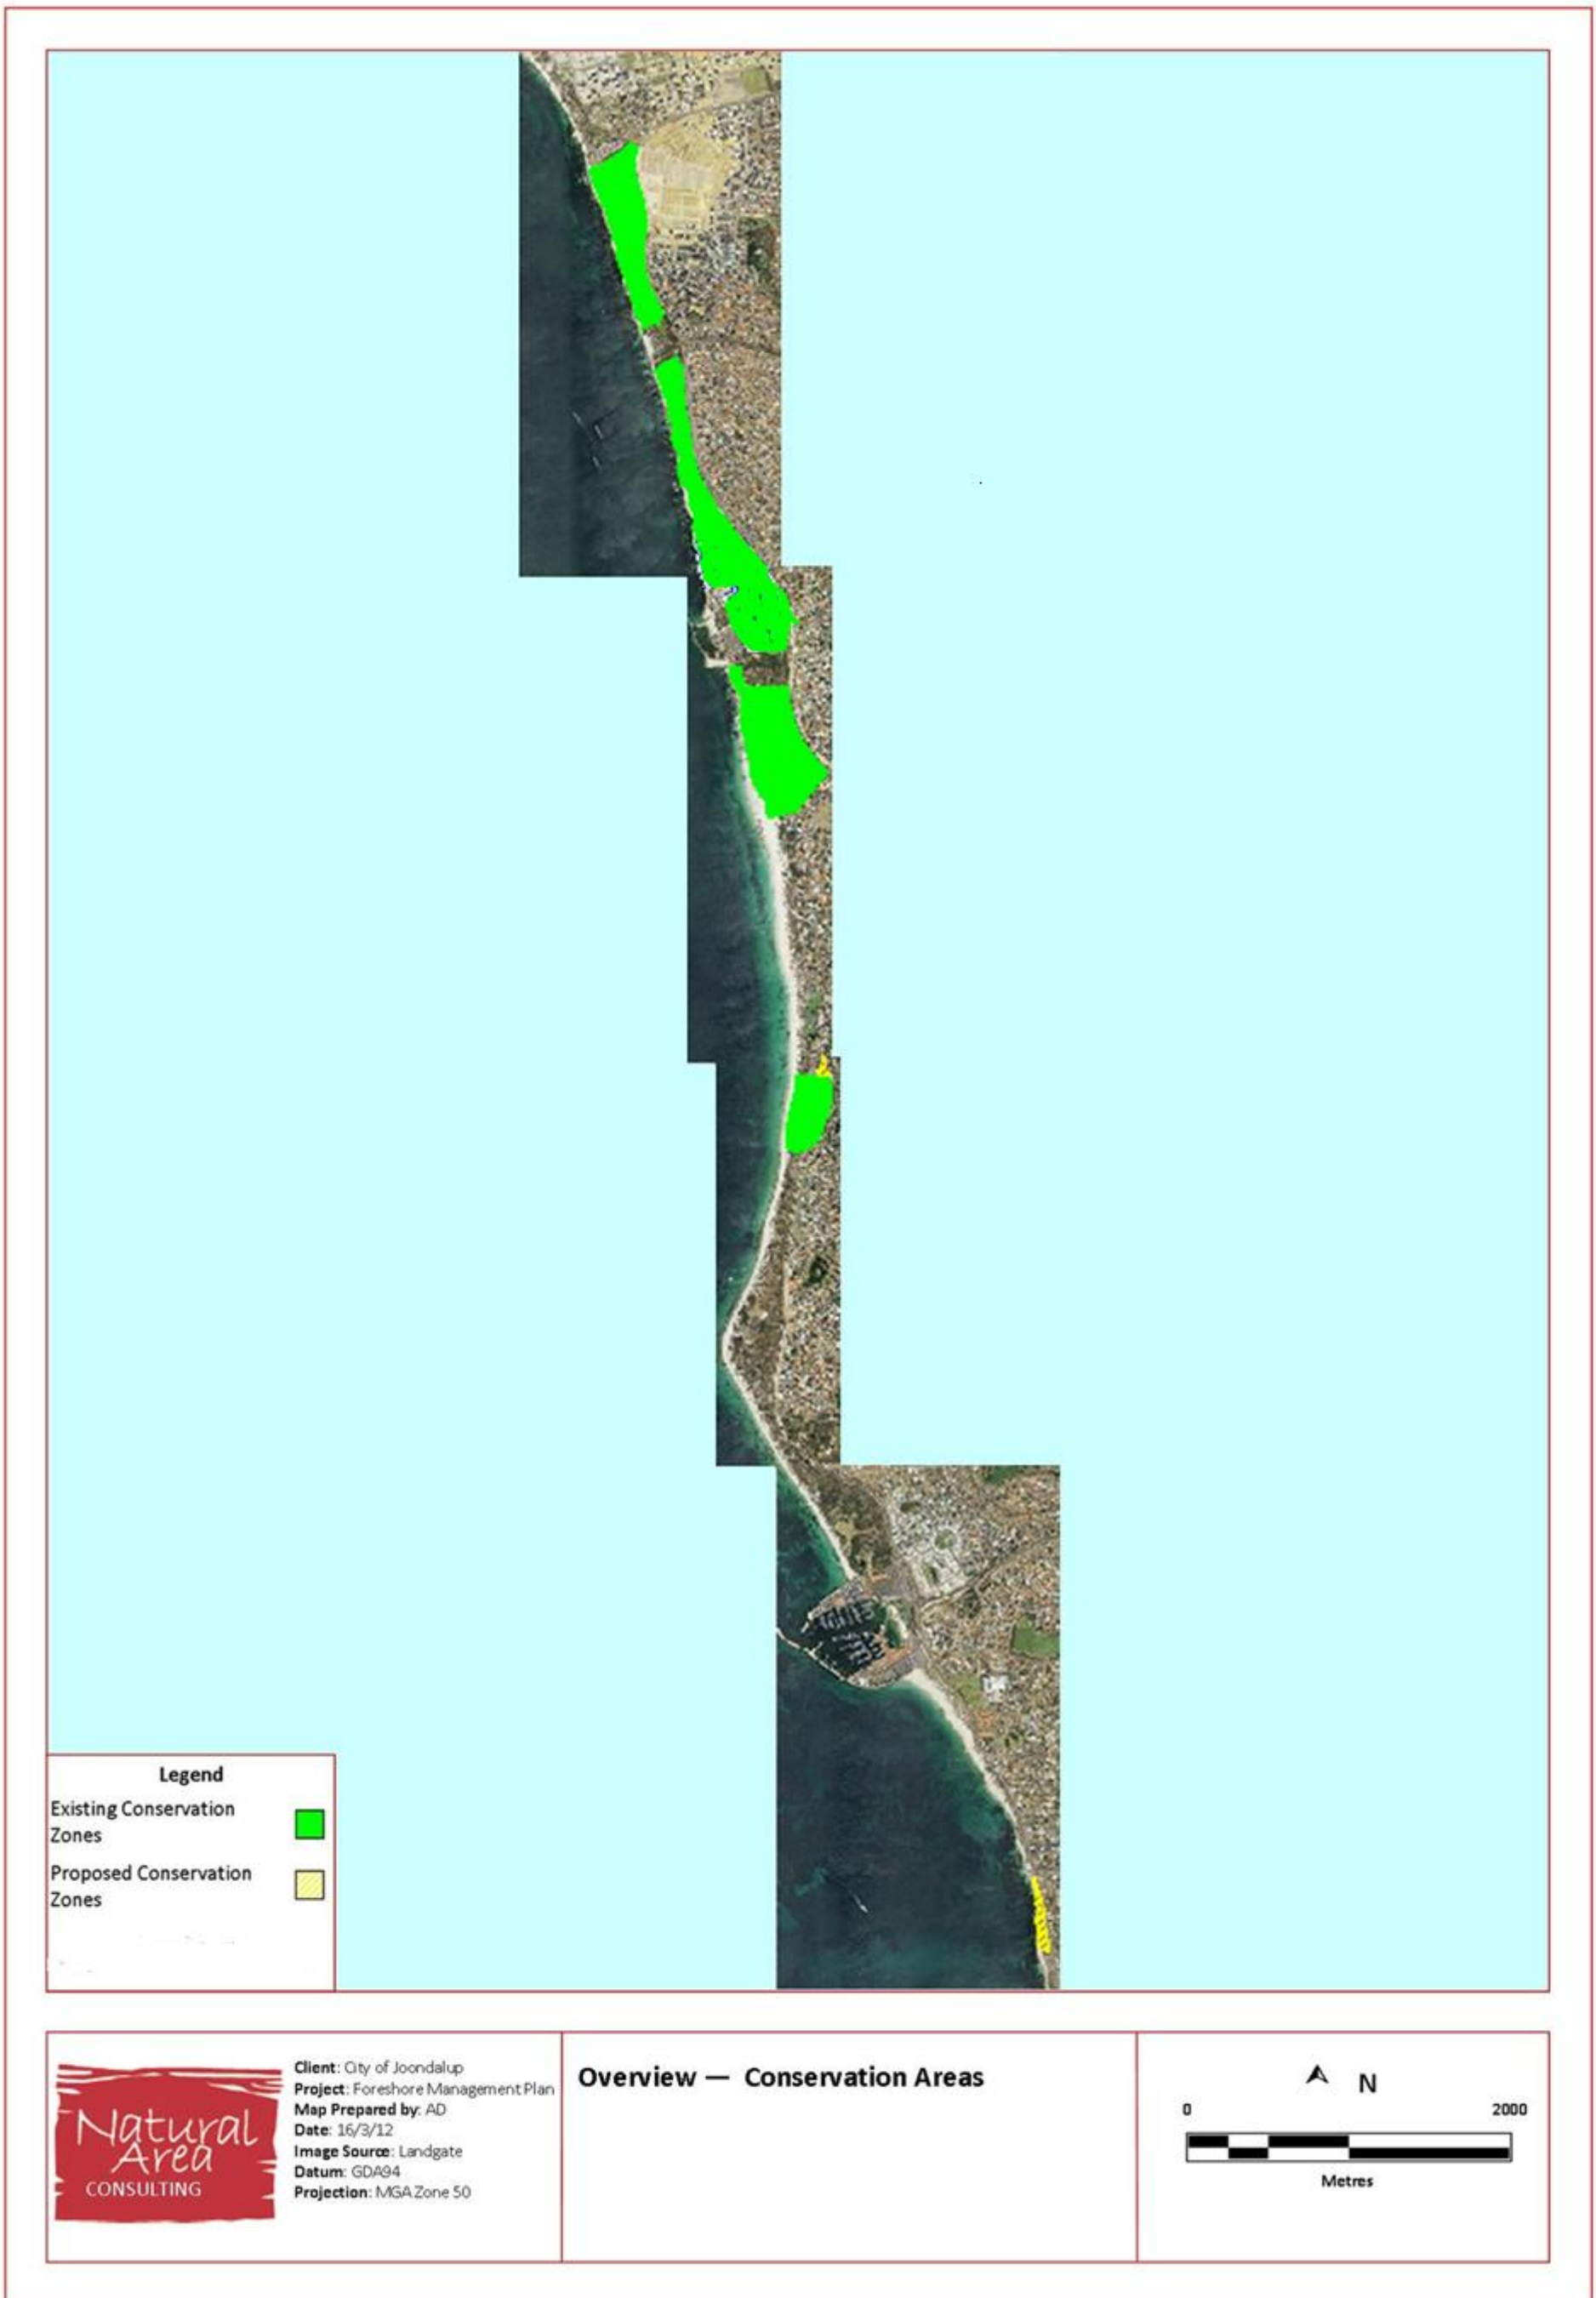 Legend
Existing Conservation
Zones
Proposed Conservation
Zones
Natural
Area
CONSULTING
Client: City of Joondalup
Project: Foreshore Management Plan
Map Prepared by: AD
Date: 16/3/12
Image Source: Landgate
Datum: GDA94
Projection: MGA Zone 50
Overview — Conservation Areas
N
0 2000
Metres